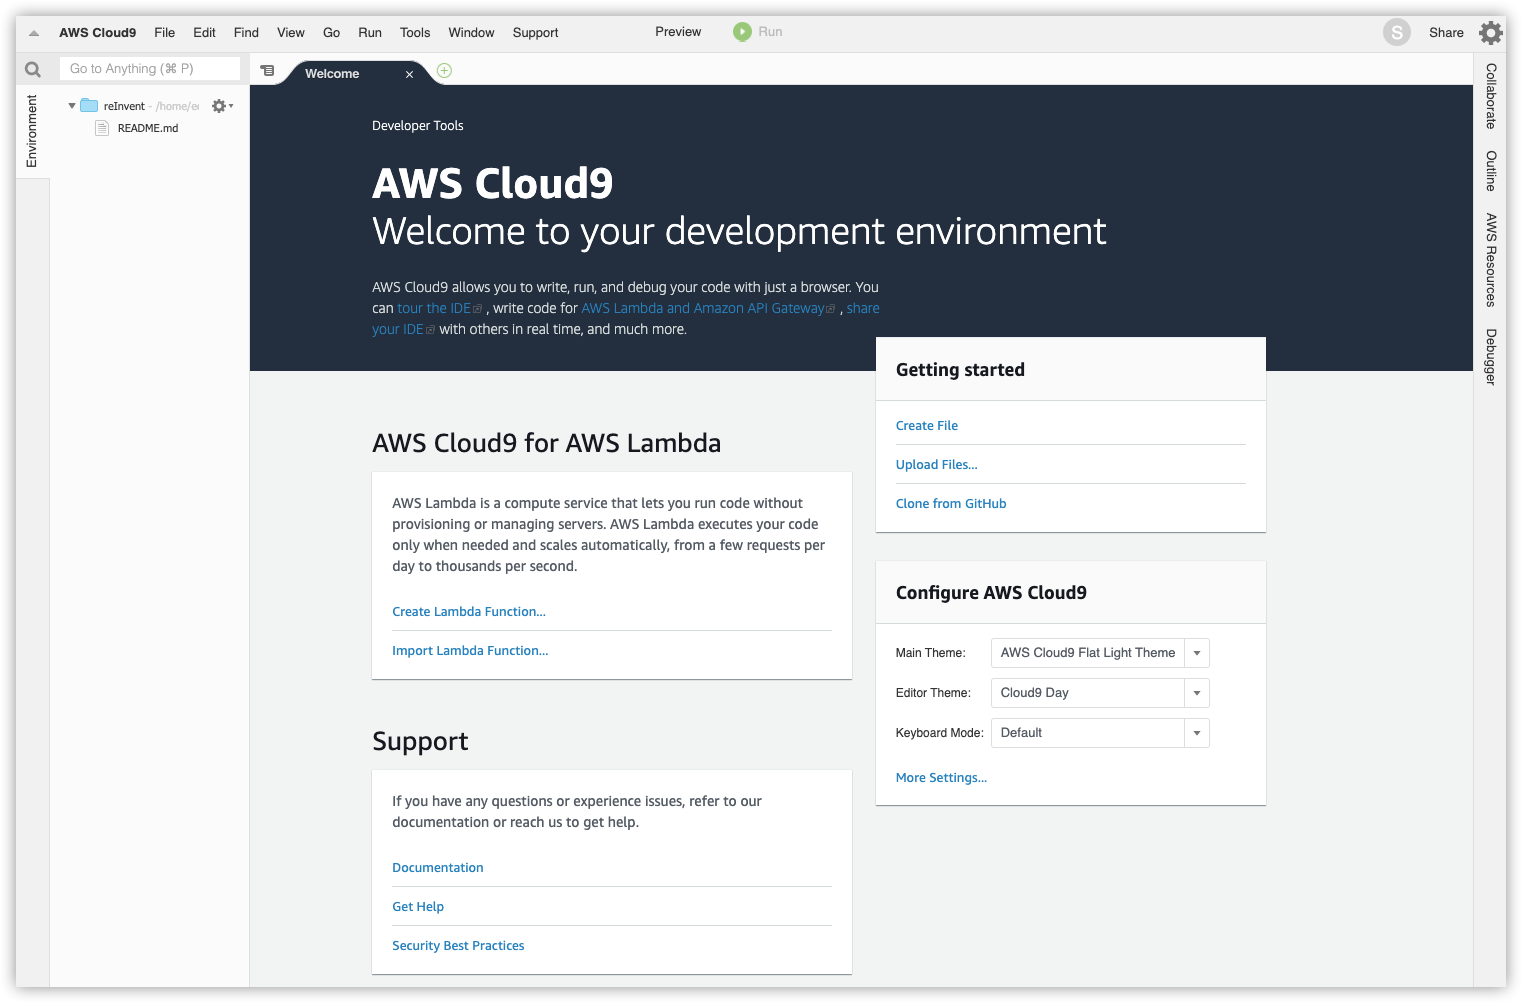 AWS Cloud9 File Edit Find View Go Run Tools Window Support Preview Run S Share
Go to Anything (⌘ P)
Welcome
Environment
reInvent - /home/ec
README.md
Collaborate
Outline
AWS Resources
Debugger
Developer Tools
AWS Cloud9
Welcome to your development environment
AWS Cloud9 allows you to write, run, and debug your code with just a browser. You
can tour the IDE , write code for AWS Lambda and Amazon API Gateway , share
your IDE with others in real time, and much more.
AWS Cloud9 for AWS Lambda
AWS Lambda is a compute service that lets you run code without
provisioning or managing servers. AWS Lambda executes your code
only when needed and scales automatically, from a few requests per
day to thousands per second.
Create Lambda Function...
Import Lambda Function...
Support
If you have any questions or experience issues, refer to our
documentation or reach us to get help.
Documentation
Get Help
Security Best Practices
Getting started
Create File
Upload Files...
Clone from GitHub
Configure AWS Cloud9
Main Theme: AWS Cloud9 Flat Light Theme
Editor Theme: Cloud9 Day
Keyboard Mode: Default
More Settings...